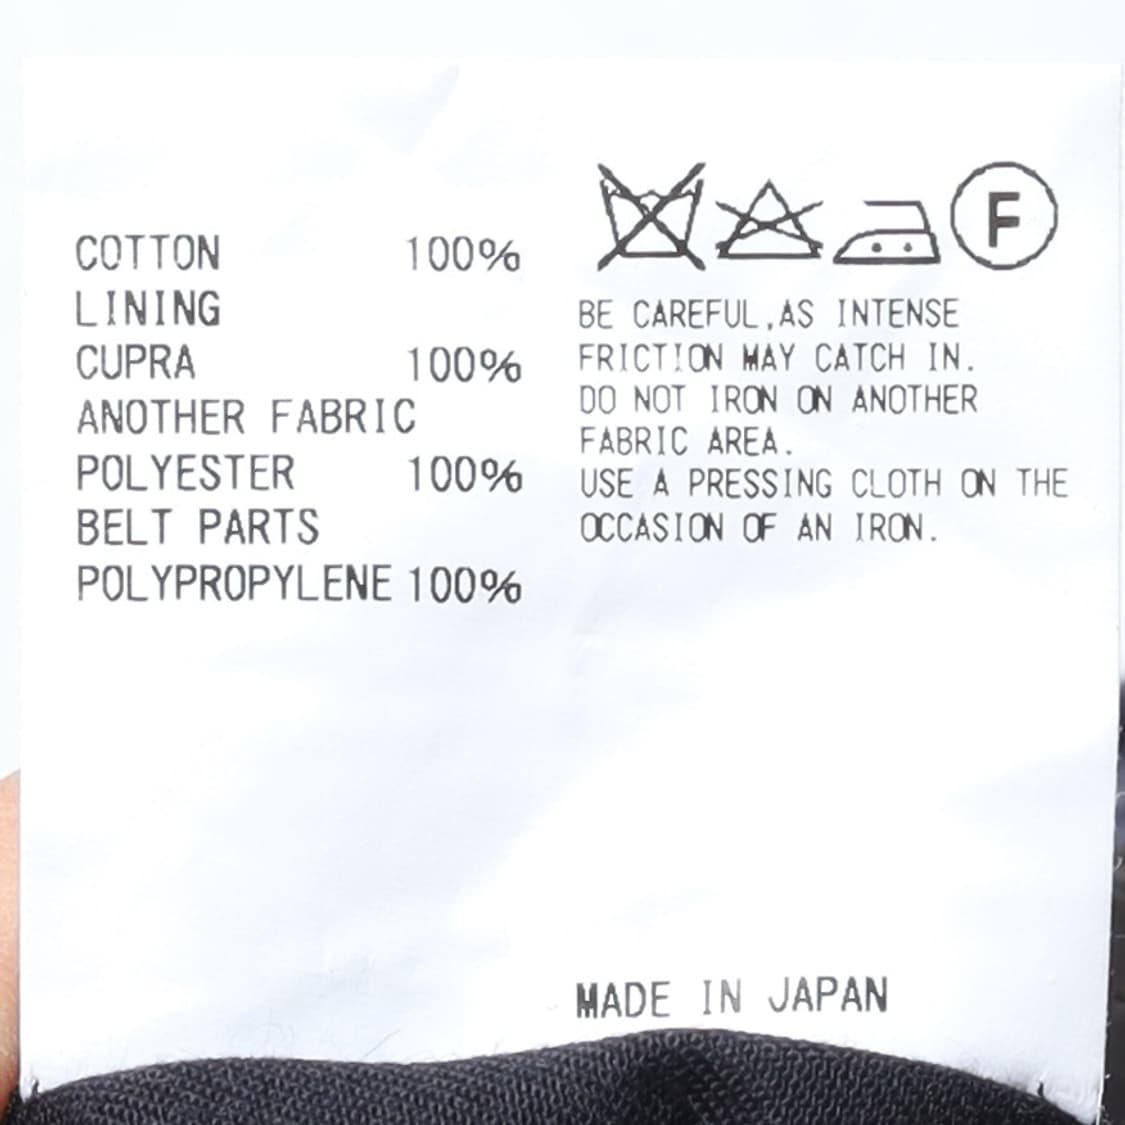 COTTON 100%
LINING
CUPRA 100%
ANOTHER FABRIC
POLYESTER 100%
BELT PARTS
POLYPROPYLENE 100%
F
BE CAREFUL,AS INTENSE
FRICTION MAY CATCH IN.
DO NOT IRON ON ANOTHER
FABRIC AREA.
USE A PRESSING CLOTH ON THE
OCCASION OF AN IRON.
MADE IN JAPAN